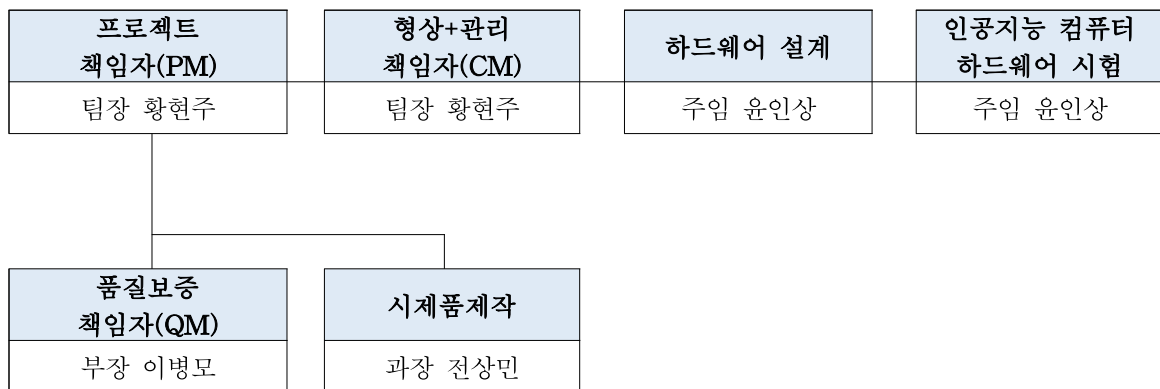 프로젝트
책임자(PM)
팀장 황현주
형상+관리
책임자(CM)
팀장 황현주
하드웨어 설계
주임 윤인상
인공지능 컴퓨터
하드웨어 시험
주임 윤인상
품질보증
책임자(QM)
부장 이병모
시제품제작
과장 전상민